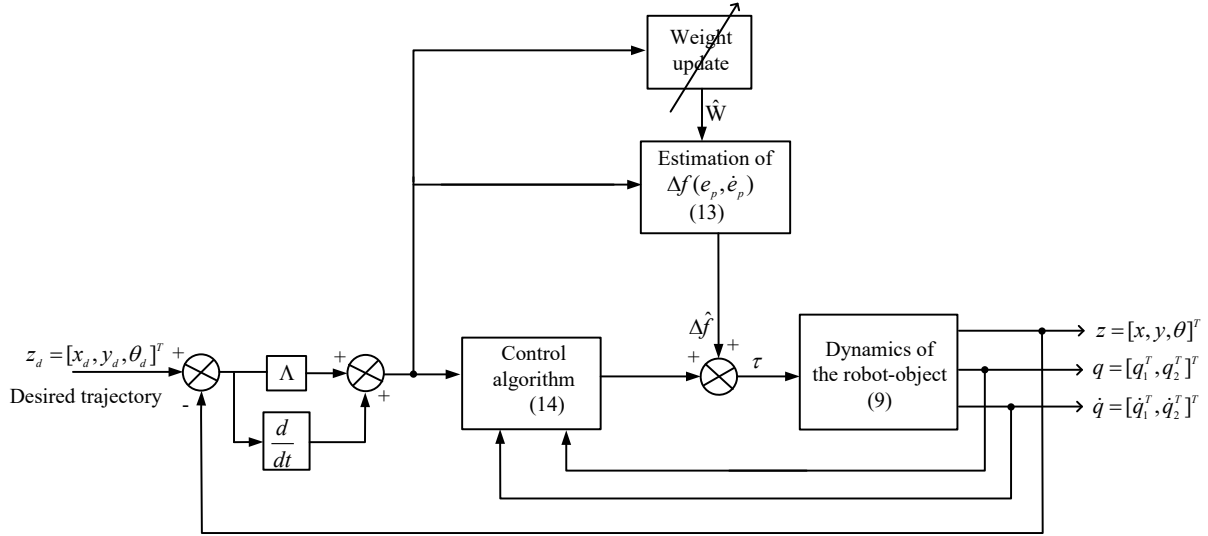 Weight
update
Ŵ
Estimation of
Δf(e_p, ė_p)
(13)
Δf̂
z_d = [x_d, y_d, θ_d]^T
+
-
Desired trajectory
Λ
d
dt
+
+
Control
algorithm
(14)
+
+
τ
Dynamics of
the robot-object
(9)
z = [x, y, θ]^T
q = [q_1^T, q_2^T]^T
q̇ = [q̇_1^T, q̇_2^T]^T